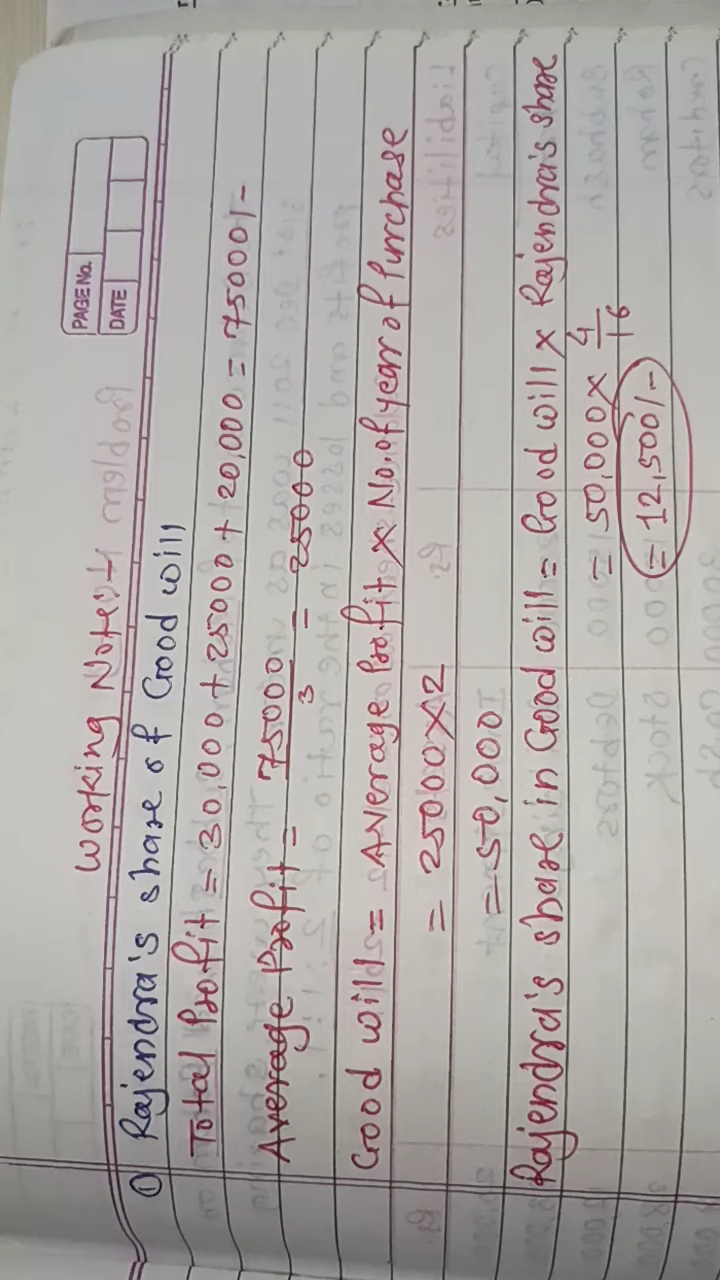 PAGE No.
DATE
Working Notes:-
① Rajendra's share of Good will
Total Profit = 30,000 + 25000 + 20,000 = 75000/-
Average Profit = 75000/3 = 25000
Good will = Average Profit × No. of year of Purchase
= 25000 × 2
= 50,000
Rajendra's share in Good will = Good will × Rajendra's share
= 50,000 × 4/16
= 12,500/-